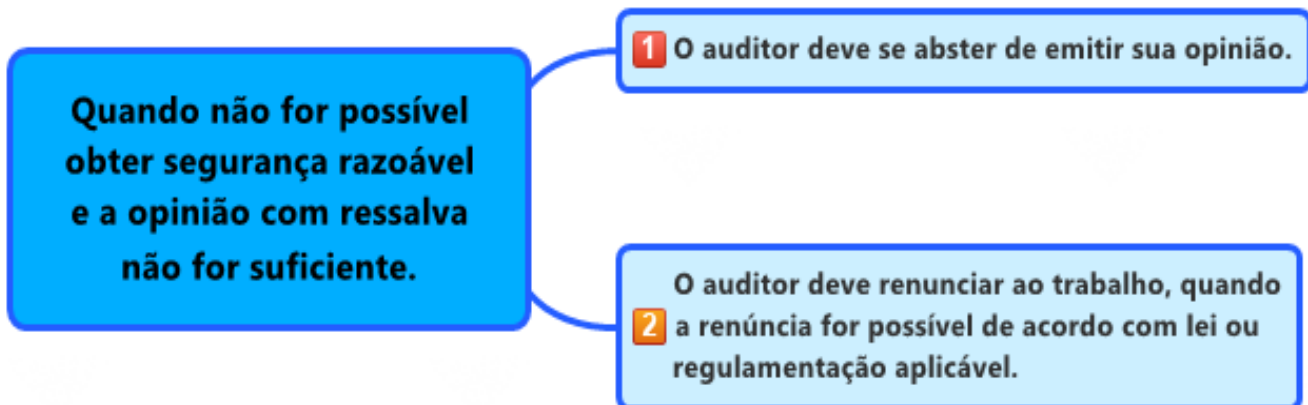 Quando não for possível
obter segurança razoável
e a opinião com ressalva
não for suficiente.
1 O auditor deve se abster de emitir sua opinião.
O auditor deve renunciar ao trabalho, quando
2 a renúncia for possível de acordo com lei ou
regulamentação aplicável.